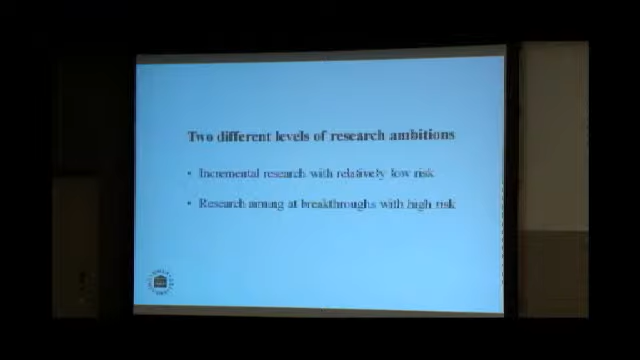 Two different levels of research ambitions
• Incremental research with relatively low risk
• Research aiming at breakthroughs with high risk